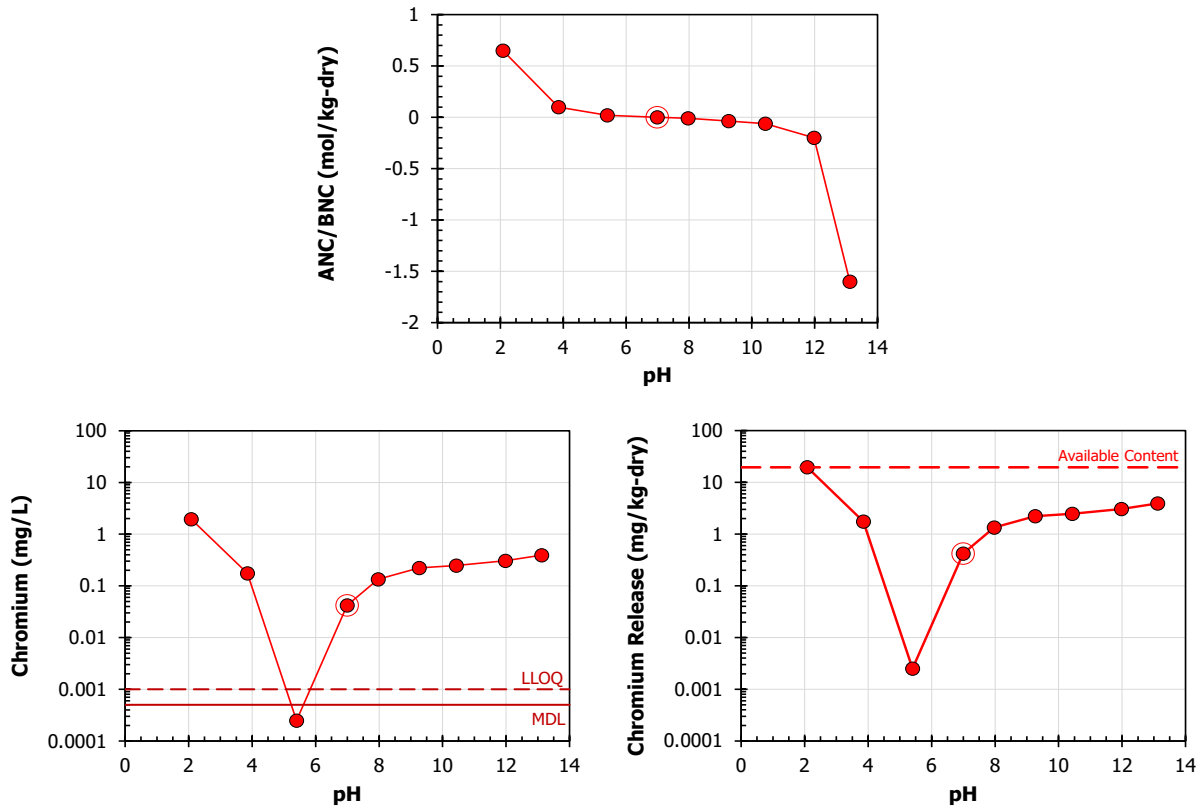 ANC/BNC (mol/kg-dry)
1
0.5
0
-0.5
-1
-1.5
-2
0 2 4 6 8 10 12 14
pH
Chromium (mg/L)
100
10
1
0.1
0.01
0.001
0.0001
LLOQ
MDL
0 2 4 6 8 10 12 14
pH
Chromium Release (mg/kg-dry)
100
10
1
0.1
0.01
0.001
0.0001
Available Content
0 2 4 6 8 10 12 14
pH